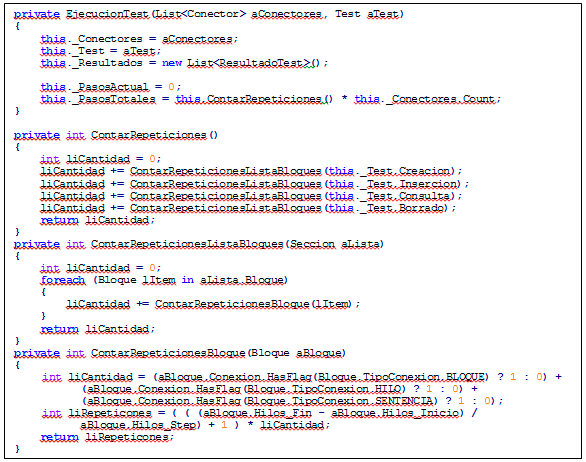 private EjecucionTest(List<Conector> aConectores, Test aTest)
{
this._Conectores = aConectores;
this._Test = aTest;
this._Resultados = new List<ResultadoTest>();
this._PasosActual = 0;
this._PasosTotales = this.ContarRepeticiones() * this._Conectores.Count;
}
private int ContarRepeticiones()
{
int liCantidad = 0;
liCantidad += ContarRepeticionesListaBloques(this._Test.Creacion);
liCantidad += ContarRepeticionesListaBloques(this._Test.Insercion);
liCantidad += ContarRepeticionesListaBloques(this._Test.Consulta);
liCantidad += ContarRepeticionesListaBloques(this._Test.Borrado);
return liCantidad;
}
private int ContarRepeticionesListaBloques(Seccion aLista)
{
int liCantidad = 0;
foreach (Bloque lItem in aLista.Bloque)
{
liCantidad += ContarRepeticionesBloque(lItem);
}
return liCantidad;
}
private int ContarRepeticionesBloque(Bloque aBloque)
{
int liCantidad = (aBloque.Conexion.HasFlag(Bloque.TipoConexion.BLOQUE) ? 1 : 0) +
(aBloque.Conexion.HasFlag(Bloque.TipoConexion.HILO) ? 1 : 0) +
(aBloque.Conexion.HasFlag(Bloque.TipoConexion.SENTENCIA) ? 1 : 0);
int liRepeticones = ( ( (aBloque.Hilos_Fin - aBloque.Hilos_Inicio) /
aBloque.Hilos_Step) + 1 ) * liCantidad;
return liRepeticones;
}